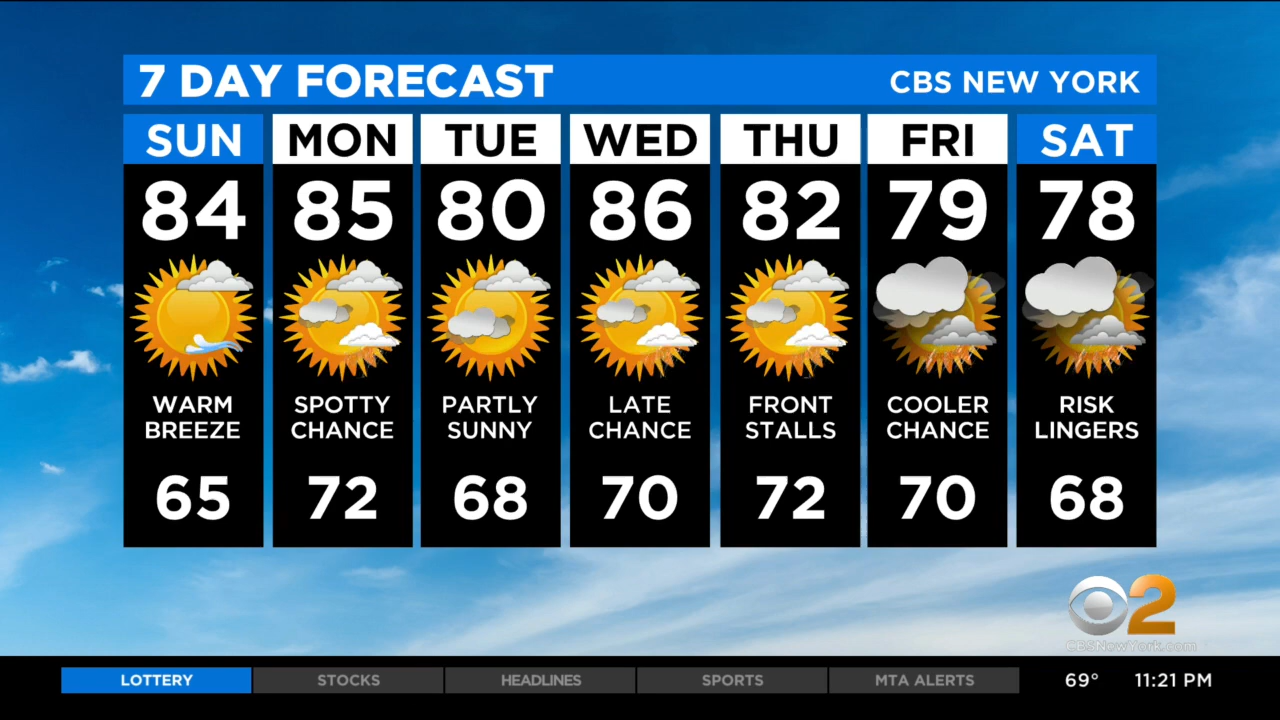 7 DAY FORECAST
CBS NEW YORK
SUN MON TUE WED THU FRI SAT
84 85 80 86 82 79 78
WARM BREEZE
SPOTTY CHANCE
PARTLY SUNNY
LATE CHANCE
FRONT STALLS
COOLER CHANCE
RISK LINGERS
65 72 68 70 72 70 68
2
CBSNewYork.com
LOTTERY STOCKS HEADLINES SPORTS MTA ALERTS 69° 11:21 PM